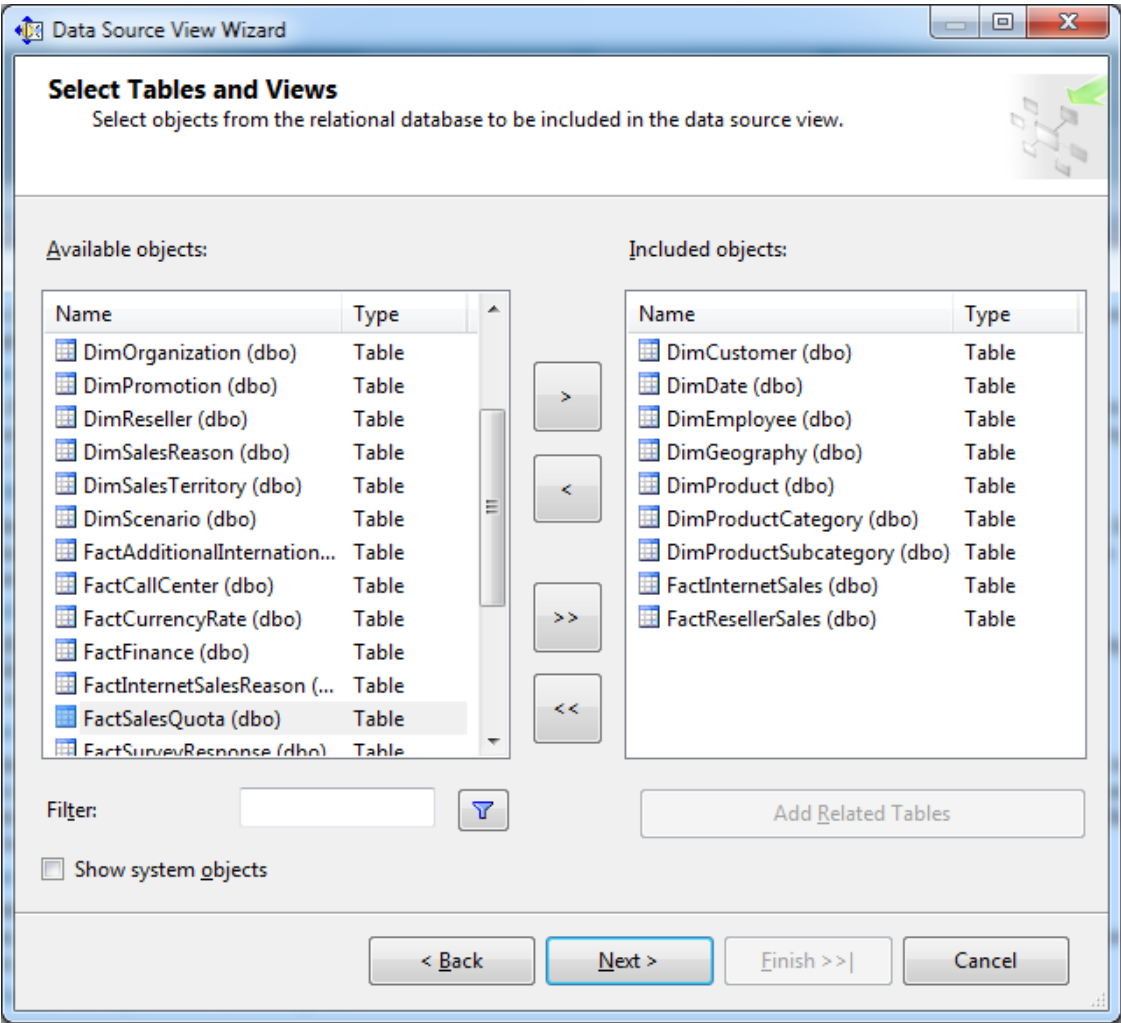 Data Source View Wizard
Select Tables and Views
Select objects from the relational database to be included in the data source view.
Available objects:
Name Type
DimOrganization (dbo) Table
DimPromotion (dbo) Table
DimReseller (dbo) Table
DimSalesReason (dbo) Table
DimSalesTerritory (dbo) Table
DimScenario (dbo) Table
FactAdditionalInternation... Table
FactCallCenter (dbo) Table
FactCurrencyRate (dbo) Table
FactFinance (dbo) Table
FactInternetSalesReason (... Table
FactSalesQuota (dbo) Table
FactSurveyResponse (dbo) Table
>
<
>>
<<
Included objects:
Name Type
DimCustomer (dbo) Table
DimDate (dbo) Table
DimEmployee (dbo) Table
DimGeography (dbo) Table
DimProduct (dbo) Table
DimProductCategory (dbo) Table
DimProductSubcategory (dbo) Table
FactInternetSales (dbo) Table
FactResellerSales (dbo) Table
Filter:
Add Related Tables
Show system objects
< Back Next > Finish >>| Cancel